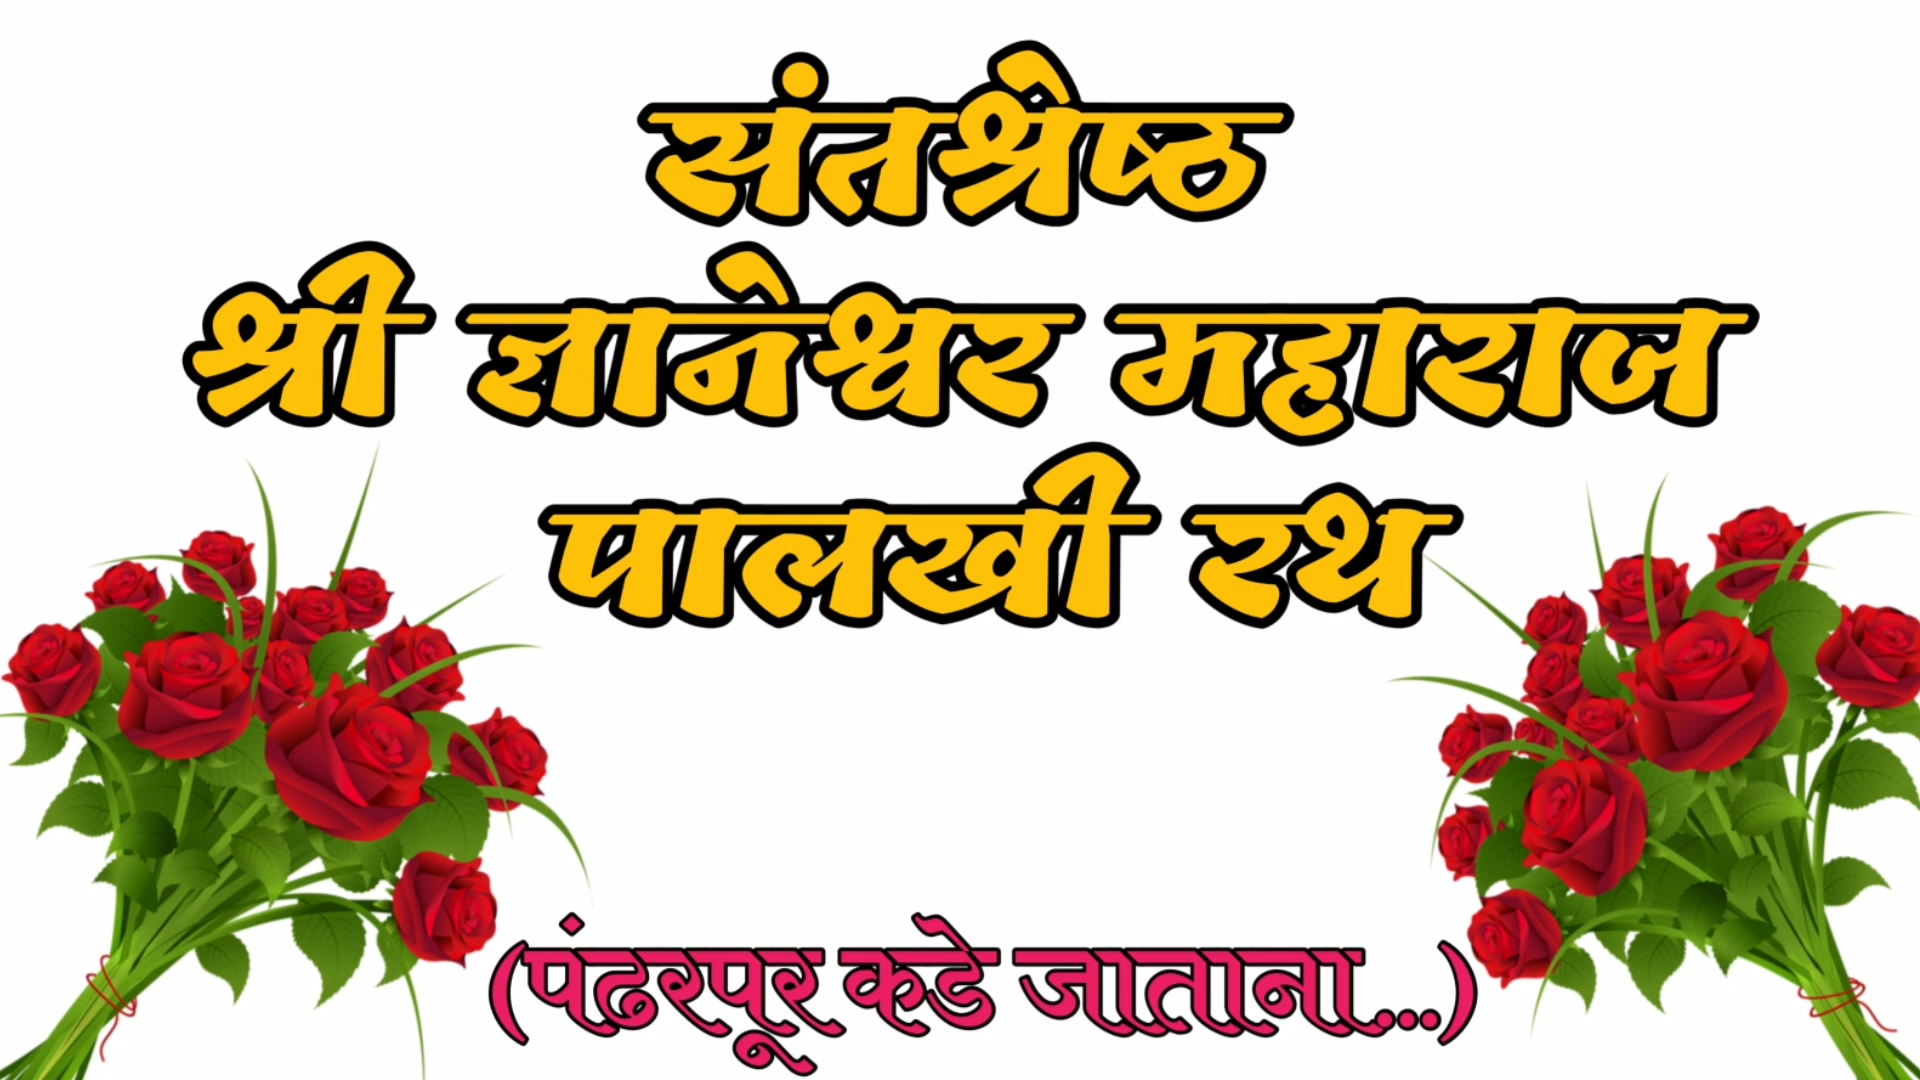 संतश्रेष्ठ
श्री ज्ञानेश्वर महाराज
पालखी रथ
(पंढरपूर कडे जाताना...)